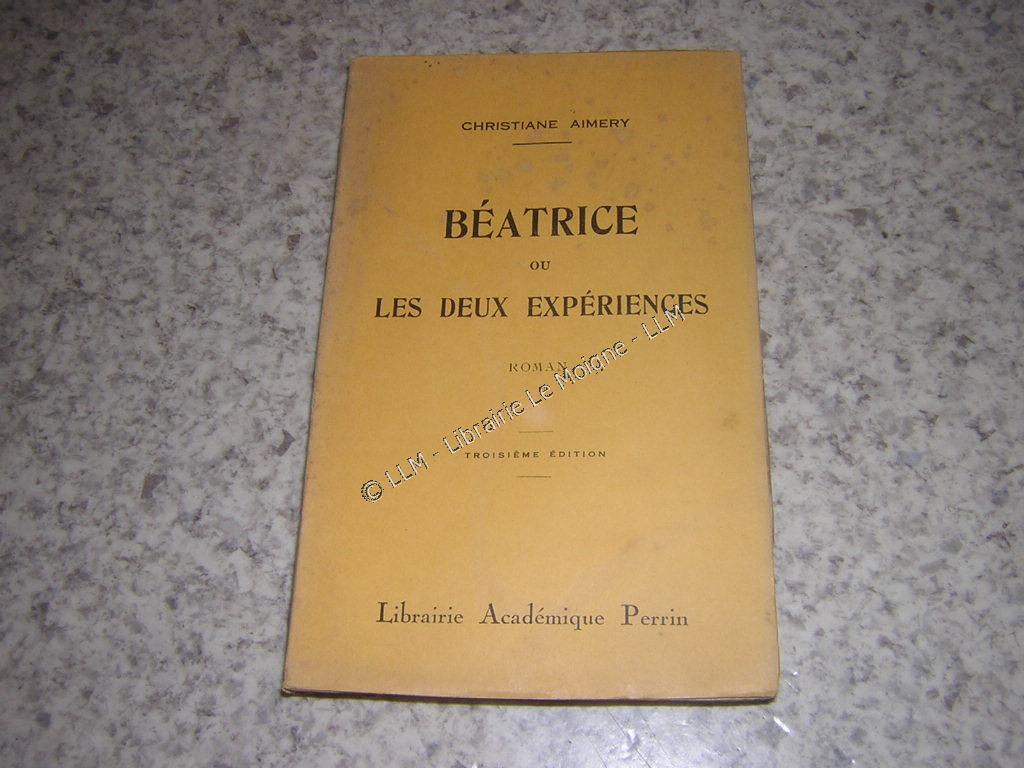 CHRISTIANE AIMERY
BÉATRICE
OU
LES DEUX EXPÉRIENCES
ROMAN
TROISIÈME ÉDITION
Librairie Académique Perrin
© LLM - Librairie Le Moigne - LLM